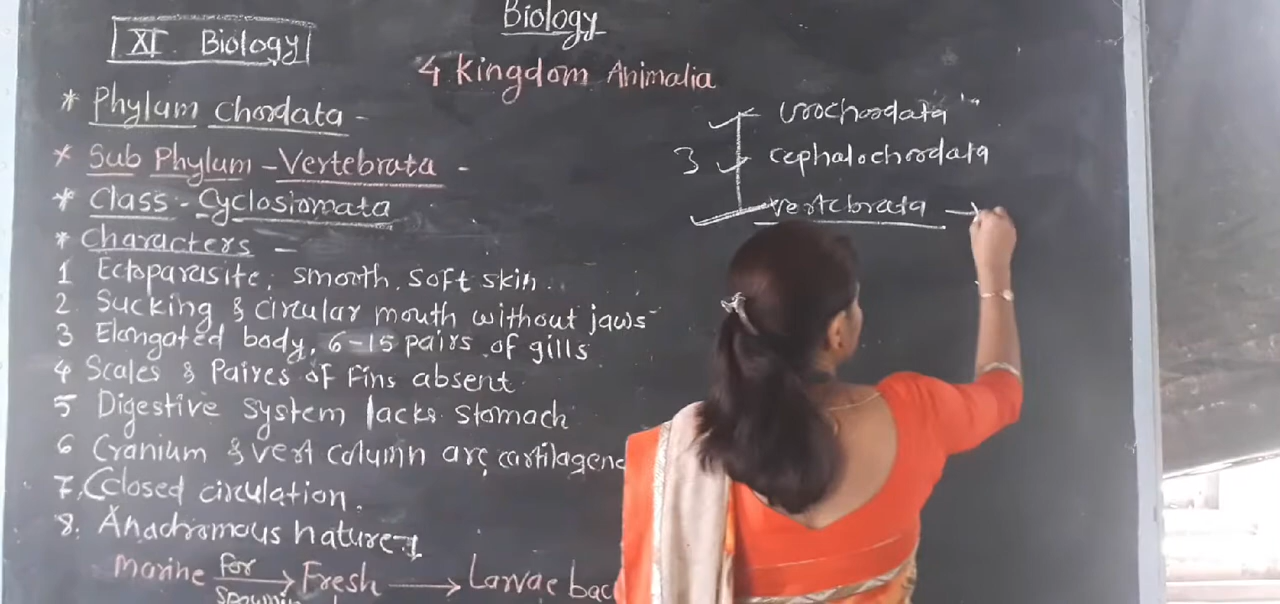 XI Biology
Biology
4 Kingdom Animalia
* Phylum Chordata -
* Sub Phylum - Vertebrata -
* Class - Cyclostomata
* Characters -
1 Ectoparasite, smooth, soft skin.
2. Sucking & circular mouth without jaws
3 Elongated body, 6-15 pairs of gills
4 Scales & Paires of Fins absent
5 Digestive system lacks stomach
6 Cranium & vert column are cartilagene
7. Closed circulation.
8. Anadromous nature
Marine for Spawnin → Fresh → Larvae bac
3
Urochordata
Cephalochordata
vertebrata →